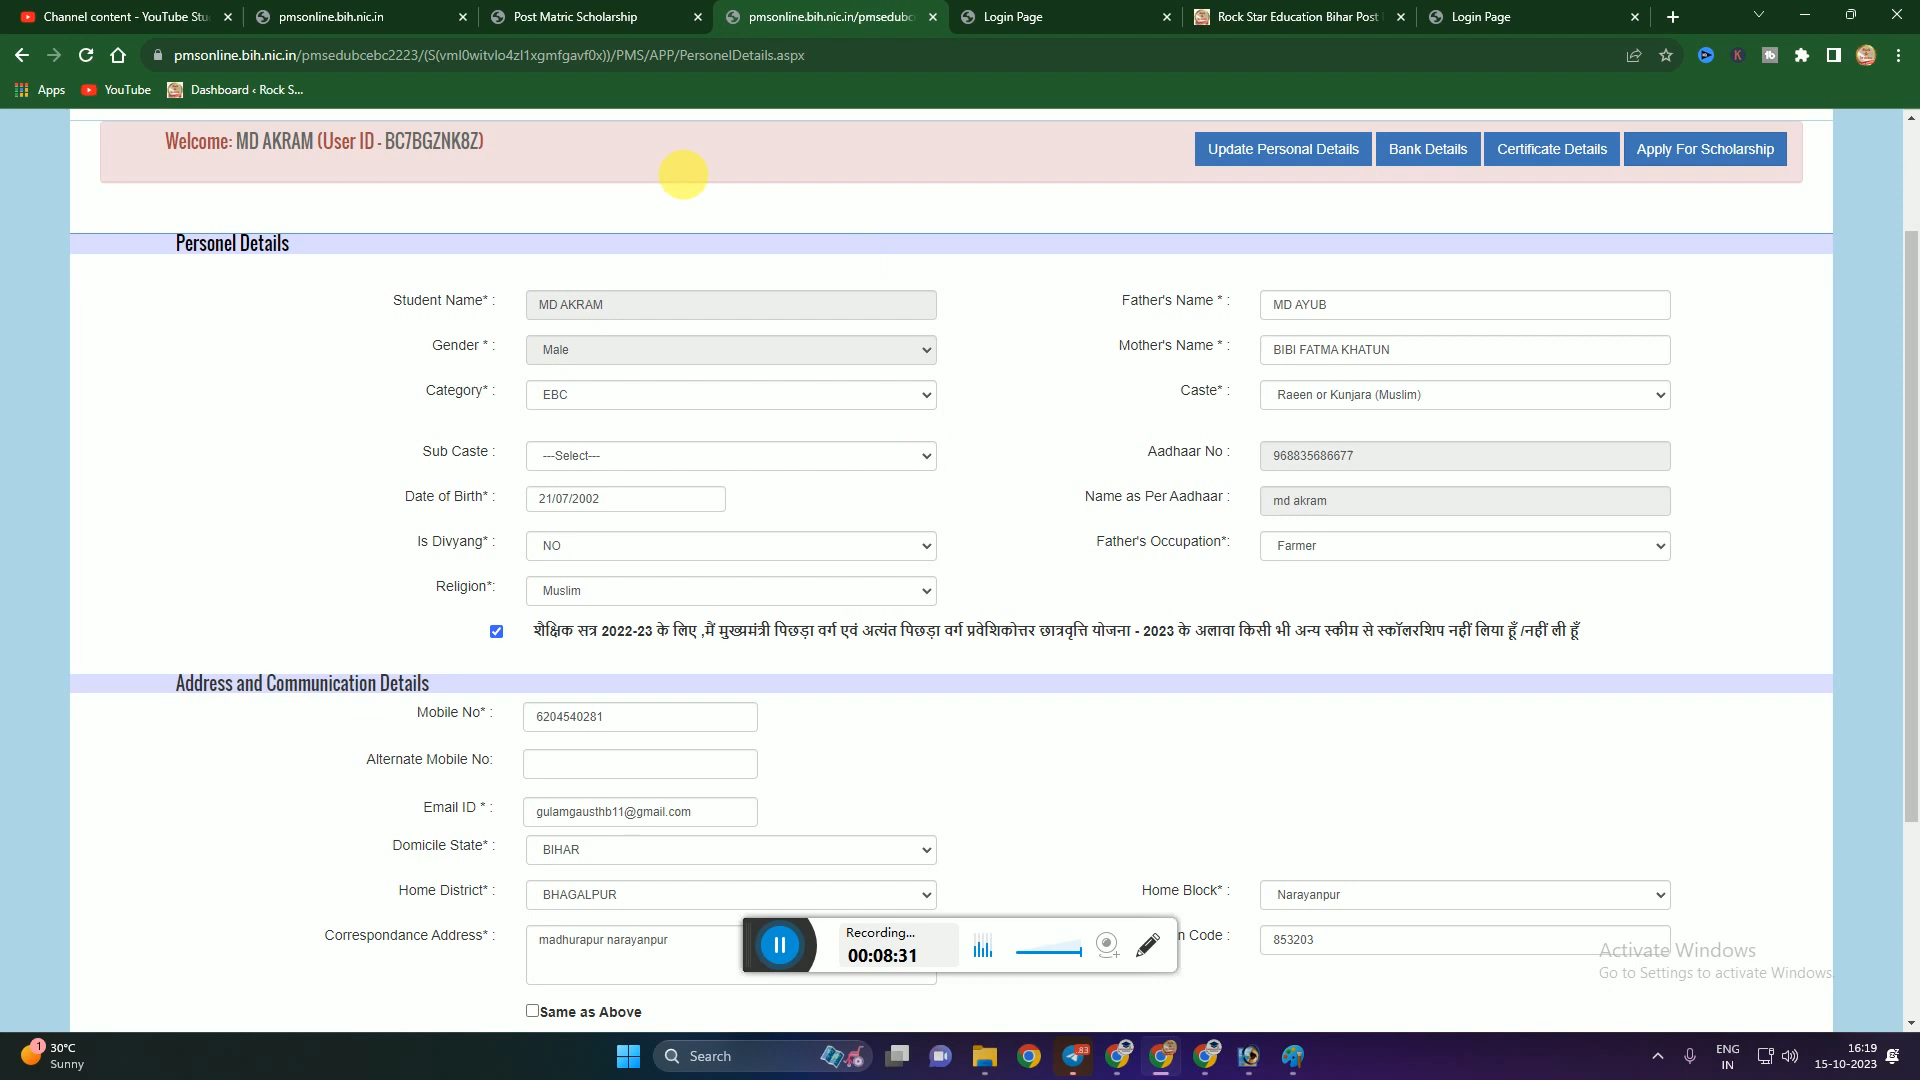 Channel content - YouTube Stu
pmsonline.bih.nic.in
Post Matric Scholarship
pmsonline.bih.nic.in/pmsedubc
Login Page
Rock Star Education Bihar Post
Login Page
pmsonline.bih.nic.in/pmsedubcebc2223/(S(vml0witvlo4zl1xgmfgavf0x))/PMS/APP/PersonelDetails.aspx
Apps
YouTube
Dashboard ‹ Rock S...
Welcome: MD AKRAM (User ID - BC7BGZNK8Z)
Update Personal Details
Bank Details
Certificate Details
Apply For Scholarship
Personel Details
Student Name* :
MD AKRAM
Father's Name * :
MD AYUB
Gender * :
Male
Mother's Name * :
BIBI FATMA KHATUN
Category* :
EBC
Caste* :
Raeen or Kunjara (Muslim)
Sub Caste :
---Select---
Aadhaar No :
968835686677
Date of Birth* :
21/07/2002
Name as Per Aadhaar :
md akram
Is Divyang* :
NO
Father's Occupation*:
Farmer
Religion*:
Muslim
शैक्षिक सत्र 2022-23 के लिए ,मैं मुख्यमंत्री पिछड़ा वर्ग एवं अत्यंत पिछड़ा वर्ग प्रवेशिकोत्तर छात्रवृत्ति योजना - 2023 के अलावा किसी भी अन्य स्कीम से स्कॉलरशिप नहीं लिया हूँ /नहीं ली हूँ
Address and Communication Details
Mobile No* :
6204540281
Alternate Mobile No:
Email ID * :
gulamgausthb11@gmail.com
Domicile State* :
BIHAR
Home District* :
BHAGALPUR
Home Block* :
Narayanpur
Correspondance Address* :
madhurapur narayanpur
n Code :
853203
Recording...
00:08:31
Activate Windows
Go to Settings to activate Windows.
Same as Above
1
30°C
Sunny
Search
83
ENG
IN
16:19
15-10-2023